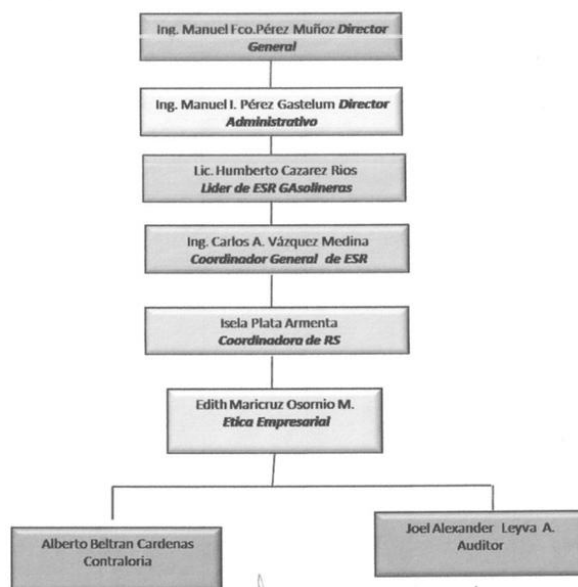 Ing. Manuel Fco.Pérez Muñoz Director
General
Ing. Manuel I. Pérez Gastelum Director
Administrativo
Lic. Humberto Cazarez Rios
Lider de ESR GAsolineras
Ing. Carlos A. Vázquez Medina
Coordinador General de ESR
Isela Plata Armenta
Coordinadora de RS
Edith Maricruz Osornio M.
Etica Empresarial
Alberto Beltran Cardenas
Contraloria
Joel Alexander Leyva A.
Auditor